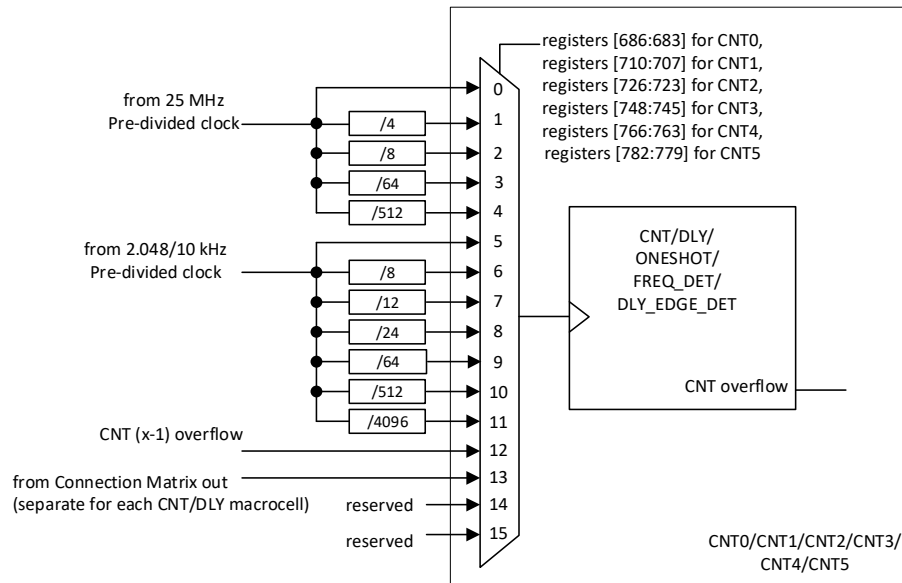 registers [686:683] for CNT0,
registers [710:707] for CNT1,
registers [726:723] for CNT2,
registers [748:745] for CNT3,
registers [766:763] for CNT4,
registers [782:779] for CNT5
from 25 MHz
Pre-divided clock
0
/4
1
/8
2
/64
3
/512
4
from 2.048/10 kHz
Pre-divided clock
5
/8
6
/12
7
/24
8
/64
9
/512
10
/4096
11
CNT (x-1) overflow
12
from Connection Matrix out
(separate for each CNT/DLY macrocell)
13
reserved
14
reserved
15
CNT/DLY/
ONESHOT/
FREQ_DET/
DLY_EDGE_DET
CNT overflow
CNT0/CNT1/CNT2/CNT3/
CNT4/CNT5